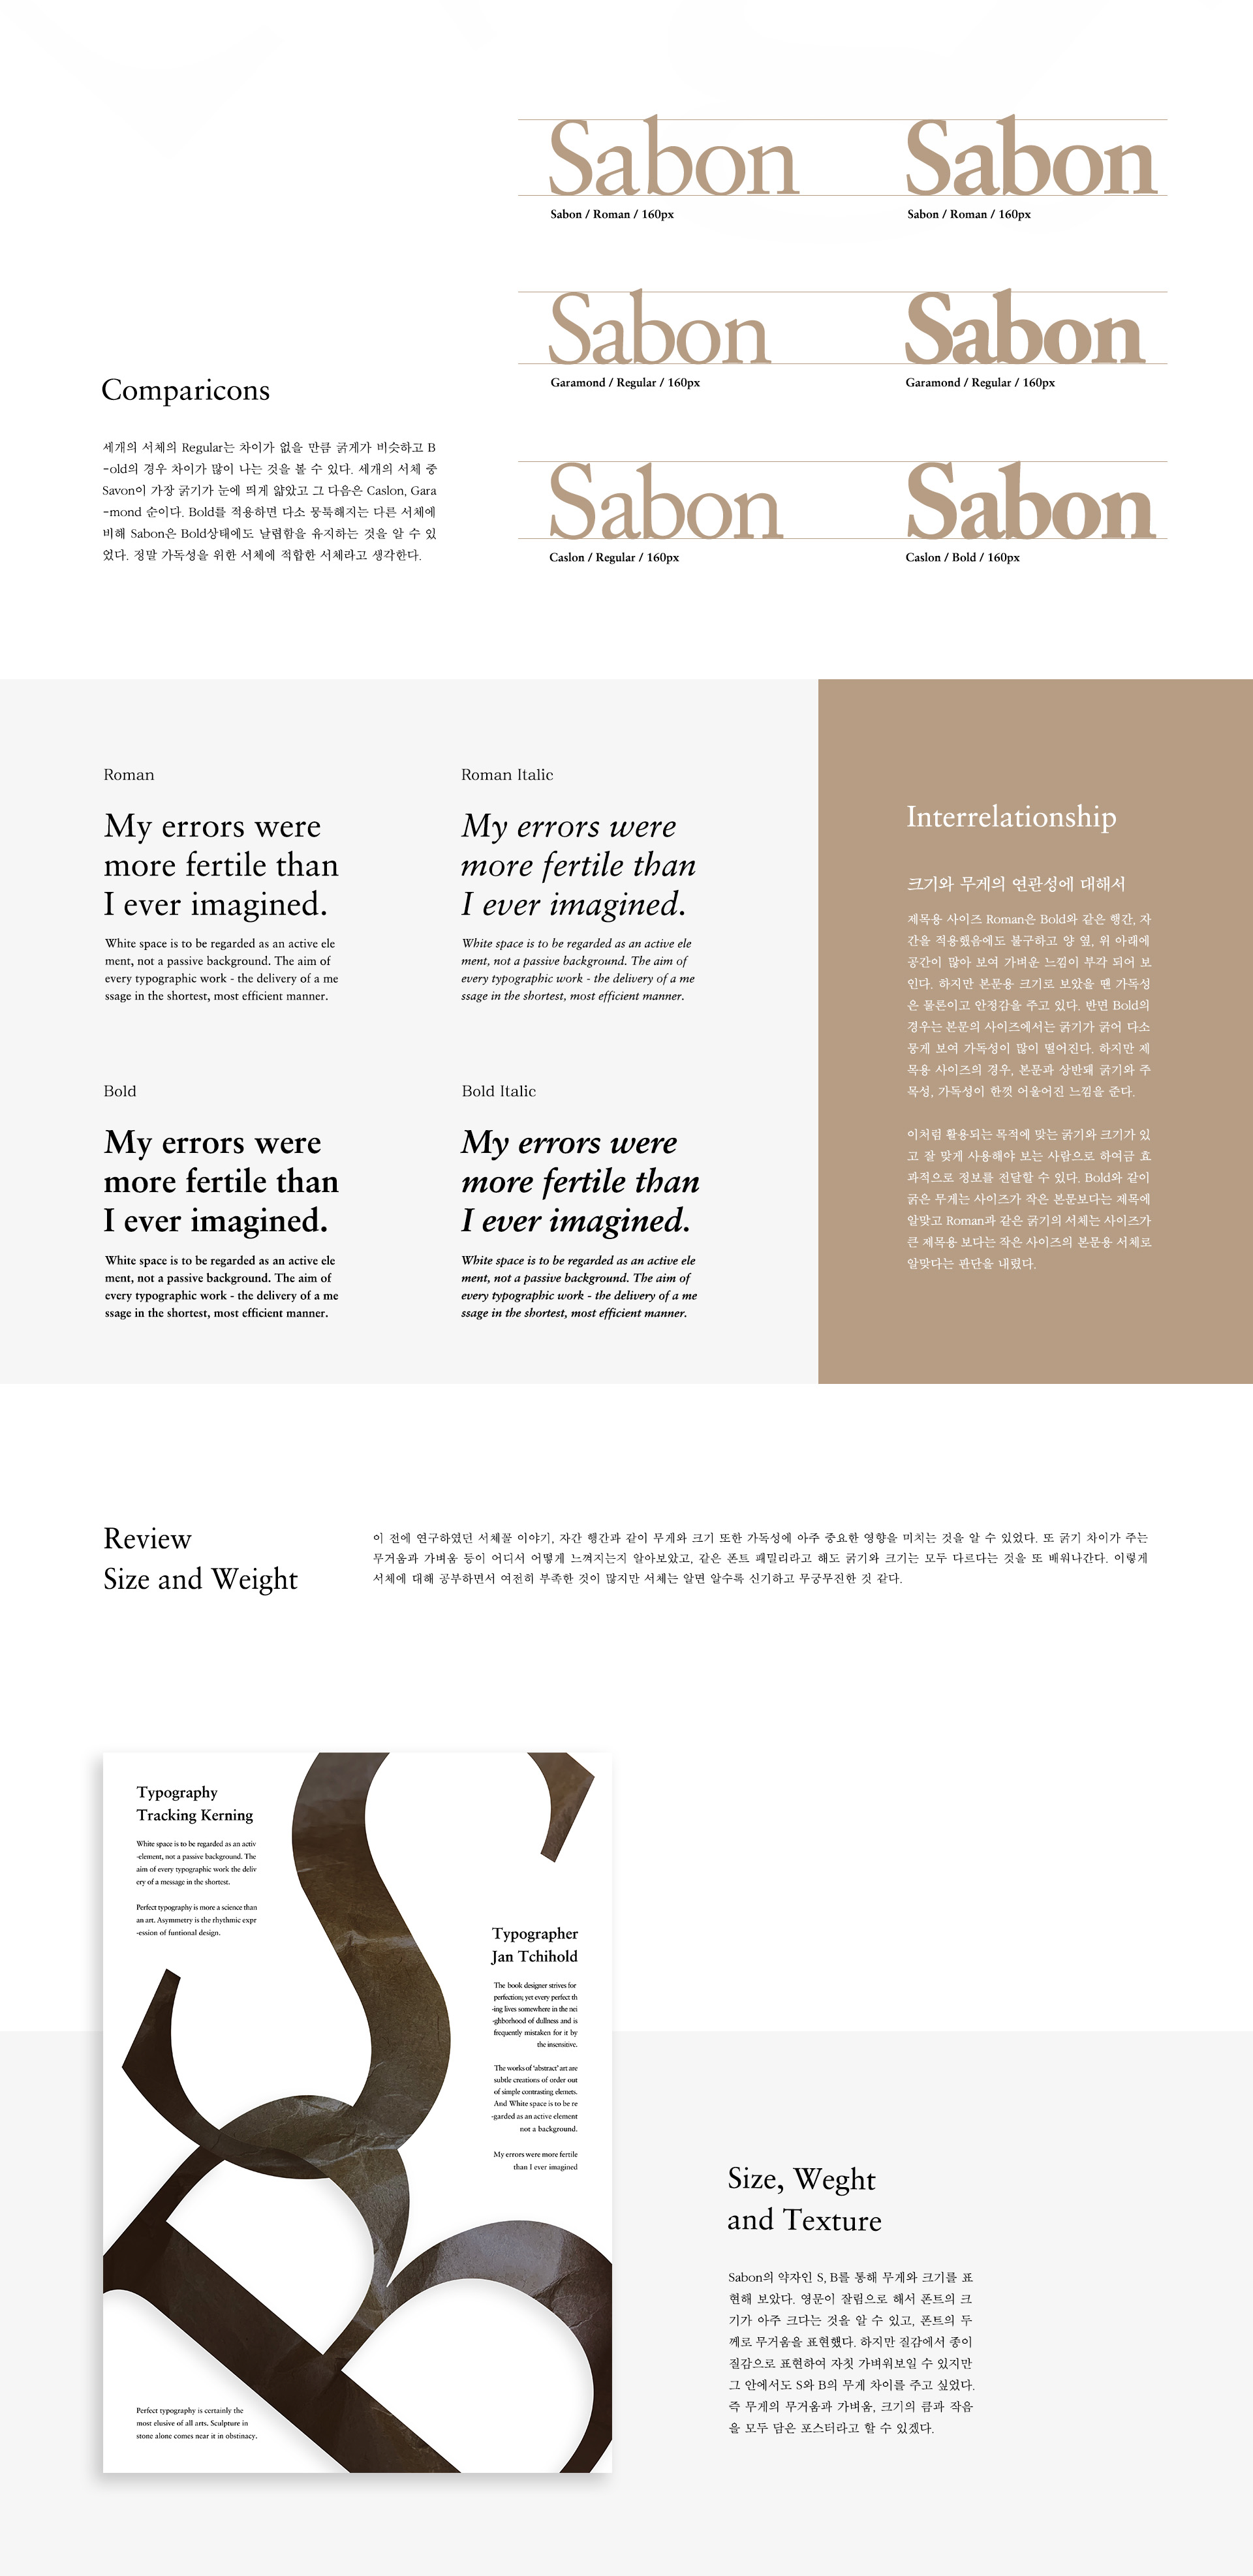 Sabon
Sabon
Sabon / Roman / 160px
Sabon / Roman / 160px
Sabon
Sabon
Garamond / Regular / 160px
Garamond / Regular / 160px
Sabon
Sabon
Caslon / Regular / 160px
Caslon / Bold / 160px
Comparicons
세개의 서체의 Regular는 차이가 없을 만큼 굵게가 비슷하고 B
-old의 경우 차이가 많이 나는 것을 볼 수 있다. 세개의 서체 중
Savon이 가장 굵기가 눈에 띄게 얇았고 그 다음은 Caslon, Gara
-mond 순이다. Bold를 적용하면 다소 뭉툭해지는 다른 서체에
비해 Sabon은 Bold상태에도 날렵함을 유지하는 것을 알 수 있
었다. 정말 가독성을 위한 서체에 적합한 서체라고 생각한다.
Roman
My errors were
more fertile than
I ever imagined.
White space is to be regarded as an active ele
ment, not a passive background. The aim of
every typographic work - the delivery of a me
ssage in the shortest, most efficient manner.
Roman Italic
My errors were
more fertile than
I ever imagined.
White space is to be regarded as an active ele
ment, not a passive background. The aim of
every typographic work - the delivery of a me
ssage in the shortest, most efficient manner.
Bold
My errors were
more fertile than
I ever imagined.
White space is to be regarded as an active ele
ment, not a passive background. The aim of
every typographic work - the delivery of a me
ssage in the shortest, most efficient manner.
Bold Italic
My errors were
more fertile than
I ever imagined.
White space is to be regarded as an active ele
ment, not a passive background. The aim of
every typographic work - the delivery of a me
ssage in the shortest, most efficient manner.
Interrelationship
크기와 무게의 연관성에 대해서
제목용 사이즈 Roman은 Bold와 같은 행간, 자
간을 적용했음에도 불구하고 양 옆, 위 아래에
공간이 많아 보여 가벼운 느낌이 부각 되어 보
인다. 하지만 본문용 크기로 보았을 땐 가독성
은 물론이고 안정감을 주고 있다. 반면 Bold의
경우는 본문의 사이즈에서는 굵기가 굵어 다소
뭉게 보여 가독성이 많이 떨어진다. 하지만 제
목용 사이즈의 경우, 본문과 상반돼 굵기와 주
목성, 가독성이 한껏 어울어진 느낌을 준다.
이처럼 활용되는 목적에 맞는 굵기와 크기가 있
고 잘 맞게 사용해야 보는 사람으로 하여금 효
과적으로 정보를 전달할 수 있다. Bold와 같이
굵은 무게는 사이즈가 작은 본문보다는 제목에
알맞고 Roman과 같은 굵기의 서체는 사이즈가
큰 제목용 보다는 작은 사이즈의 본문용 서체로
알맞다는 판단을 내렸다.
Review
Size and Weight
이 전에 연구하였던 서체꼴 이야기, 자간 행간과 같이 무게와 크기 또한 가독성에 아주 중요한 영향을 미치는 것을 알 수 있었다. 또 굵기 차이가 주는
무거움과 가벼움 등이 어디서 어떻게 느껴지는지 알아보았고, 같은 폰트 패밀리라고 해도 굵기와 크기는 모두 다르다는 것을 또 배워나간다. 이렇게
서체에 대해 공부하면서 여전히 부족한 것이 많지만 서체는 알면 알수록 신기하고 무궁무진한 것 같다.
Typography
Tracking Kerning
White space is to be regarded as an activ
-element, not a passive background. The
aim of every typographic work the deliv
ery of a message in the shortest.
Perfect typography is more a science than
an art. Asymmetry is the rhythmic expr
-ession of funtional design.
Typographer
Jan Tchihold
The book designer strives for
perfection; yet every perfect th
-ing lives somewhere in the nei
-ghborhood of dullness and is
frequently mistaken for it by
the insensitive.
The works of 'abstract' art are
subtle creations of order out
of simple contrasting elemets.
And White space is to be re
-garded as an active element
not a background.
My errors were more fertile
than I ever imagined
S
B
Perfect typography is certainly the
most elusive of all arts. Sculpture in
stone alone comes near it in obstinacy.
Size, Weght
and Texture
Sabon의 약자인 S, B를 통해 무게와 크기를 표
현해 보았다. 영문이 잘림으로 해서 폰트의 크
기가 아주 크다는 것을 알 수 있고, 폰트의 두
께로 무거움을 표현했다. 하지만 질감에서 종이
질감으로 표현하여 자칫 가벼워보일 수 있지만
그 안에서도 S와 B의 무게 차이를 주고 싶었다.
즉 무게의 무거움과 가벼움, 크기의 큼과 작음
을 모두 담은 포스터라고 할 수 있겠다.